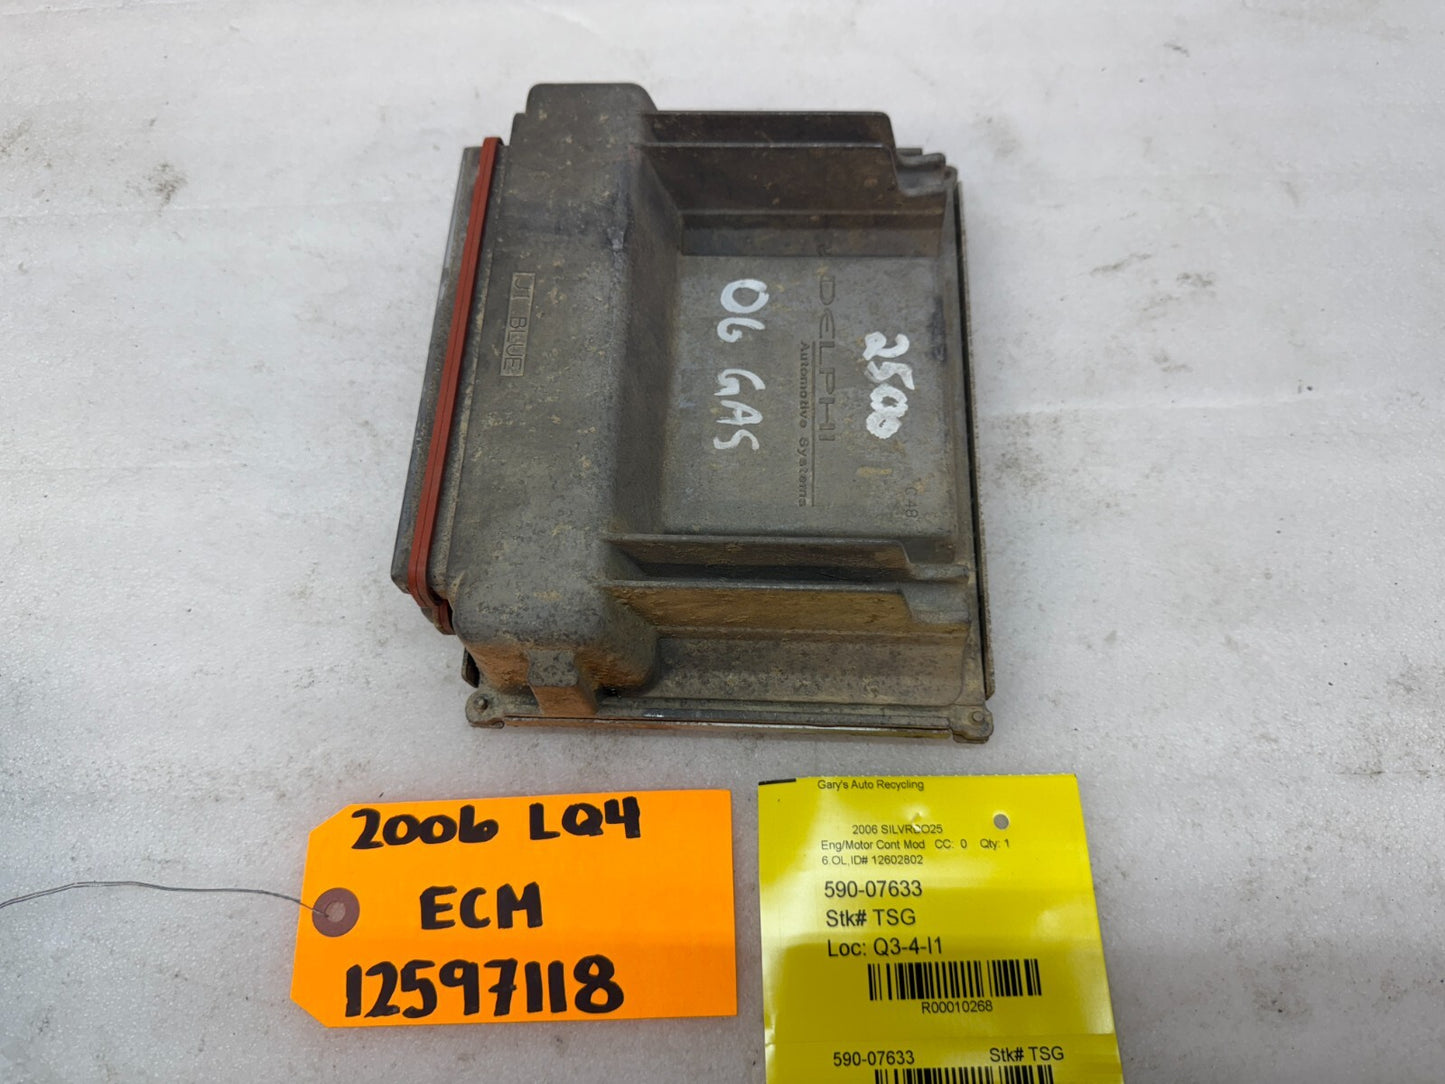 J1 BLUE
06 GAS
DELPHI
Automotive Systems
2500
C48
2006 LQ4
ECM
12597118
Gary's Auto Recycling
2006 SILVRDO25
Eng/Motor Cont Mod CC: 0 Qty: 1
6.0L,ID# 12602802
590-07633
Stk# TSG
Loc: Q3-4-I1
R00010268
590-07633 Stk# TSG